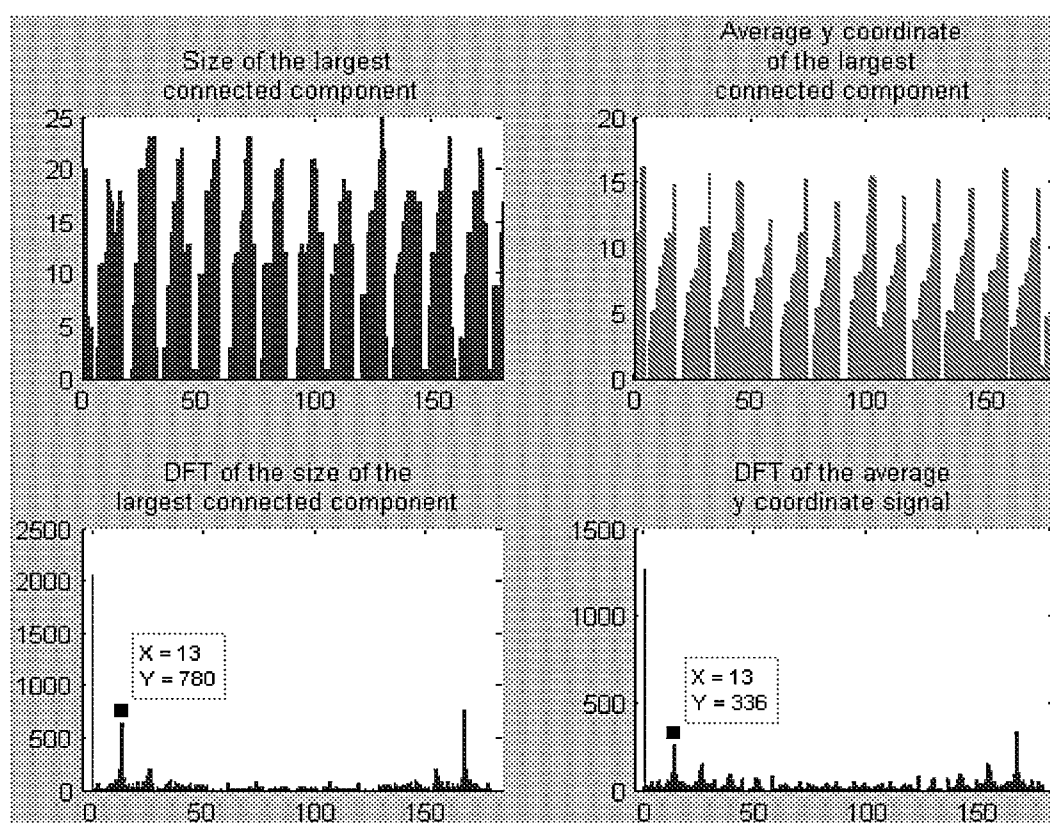 Size of the largest
connected component
25
20
15
10
5
0
0 50 100 150
Average y coordinate
of the largest
connected component
20
15
10
5
0
0 50 100 150
DFT of the size of the
largest connected component
2500
2000
1500
1000
500
0
X = 13
Y = 780
0 50 100 150
DFT of the average
y coordinate signal
1500
1000
500
0
X = 13
Y = 336
0 50 100 150